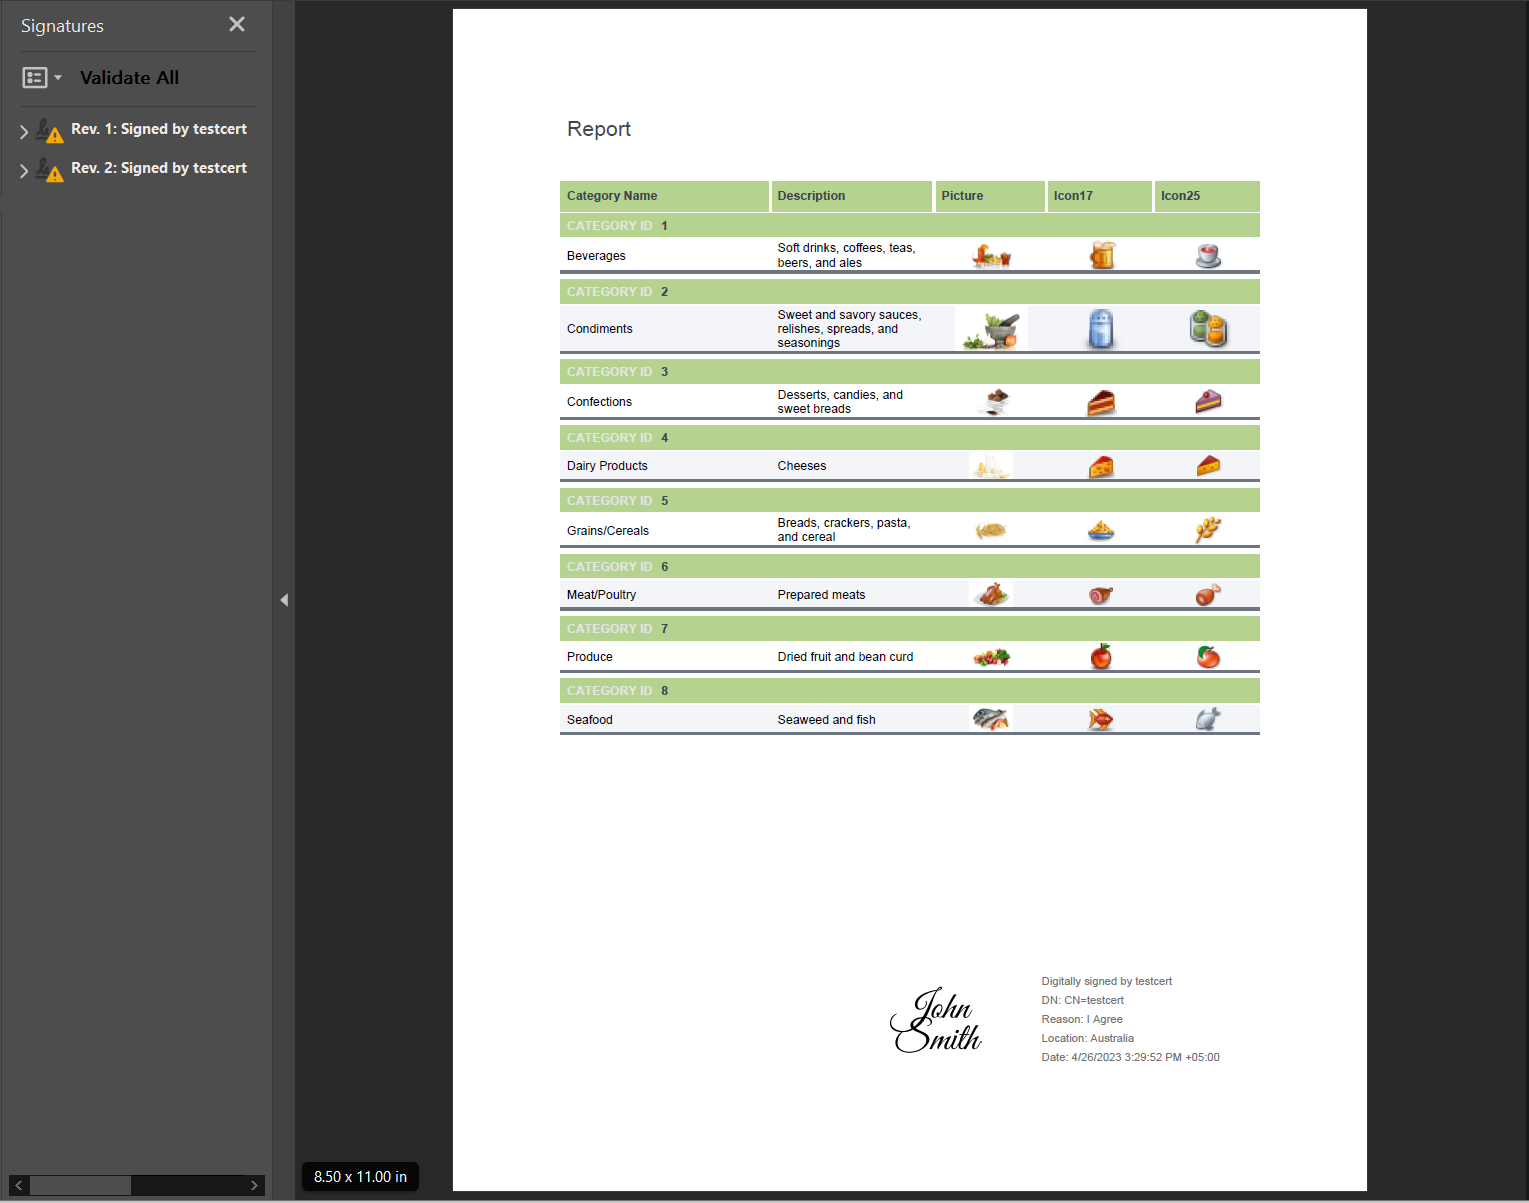 Signatures
Validate All
Rev. 1: Signed by testcert
Rev. 2: Signed by testcert
Report
Category Name Description Picture Icon17 Icon25
CATEGORY ID 1
Beverages Soft drinks, coffees, teas,
beers, and ales
CATEGORY ID 2
Condiments Sweet and savory sauces,
relishes, spreads, and
seasonings
CATEGORY ID 3
Confections Desserts, candies, and
sweet breads
CATEGORY ID 4
Dairy Products Cheeses
CATEGORY ID 5
Grains/Cereals Breads, crackers, pasta,
and cereal
CATEGORY ID 6
Meat/Poultry Prepared meats
CATEGORY ID 7
Produce Dried fruit and bean curd
CATEGORY ID 8
Seafood Seaweed and fish
John
Smith
Digitally signed by testcert
DN: CN=testcert
Reason: I Agree
Location: Australia
Date: 4/26/2023 3:29:52 PM +05:00
8.50 x 11.00 in